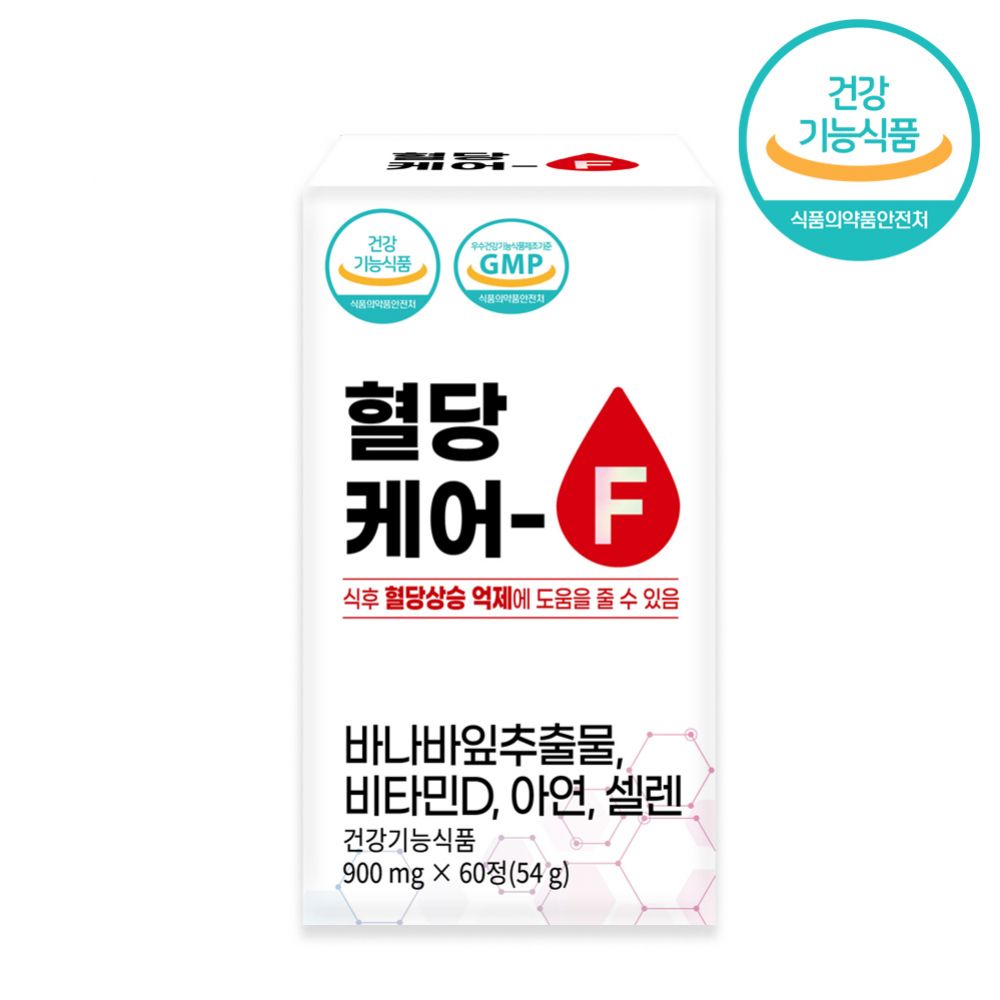 건강
기능식품
식품의약품안전처
혈당
케어-F
건강
기능식품
식품의약품안전처
우수건강기능식품제조기준
GMP
식품의약품안전처
혈당
케어-F
식후 혈당상승 억제에 도움을 줄 수 있음
바나바잎추출물,
비타민D, 아연, 셀렌
건강기능식품
900 mg × 60정(54 g)